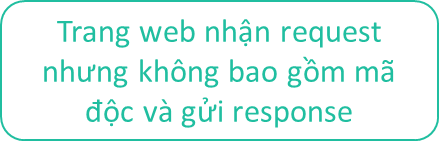 Trang web nhận request
nhưng không bao gồm mã
độc và gửi response